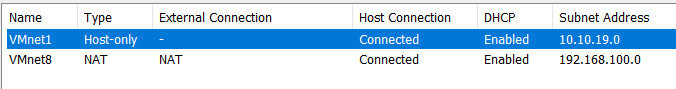 Name Type External Connection Host Connection DHCP Subnet Address
VMnet1 Host-only - Connected Enabled 10.10.19.0
VMnet8 NAT NAT Connected Enabled 192.168.100.0